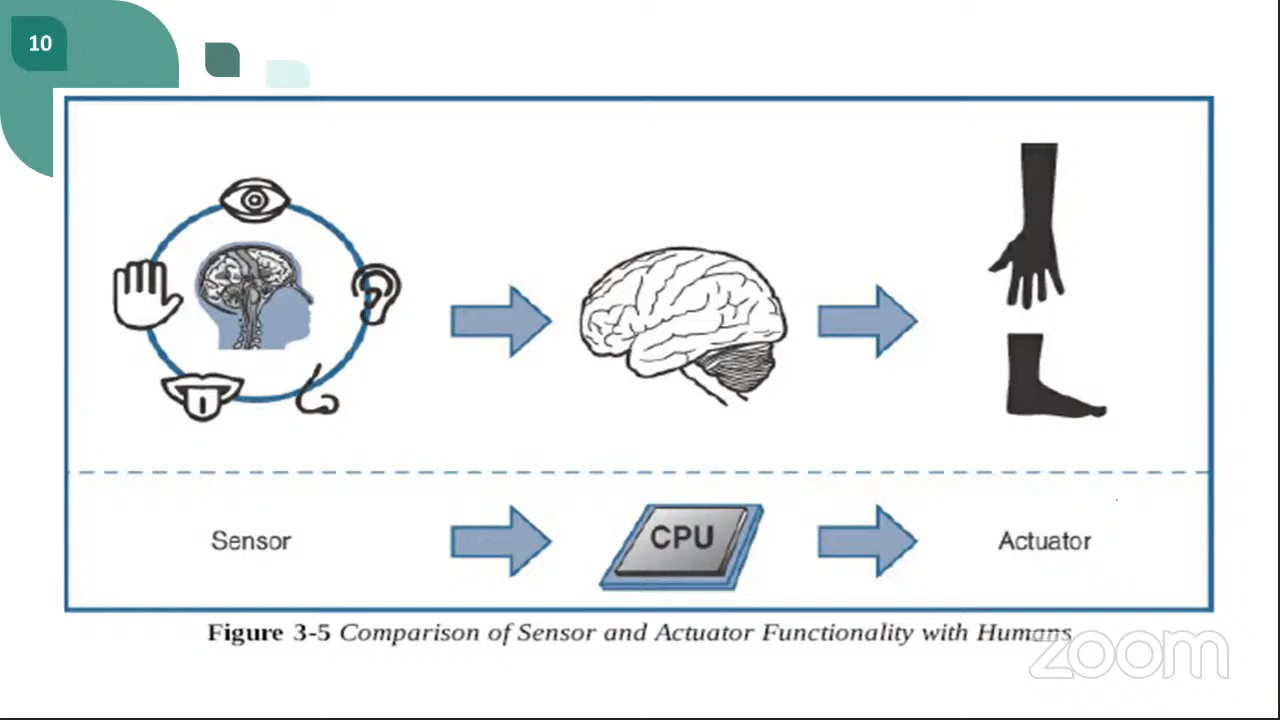 10
Sensor
CPU
Actuator
Figure 3-5 Comparison of Sensor and Actuator Functionality with Humans
zoom